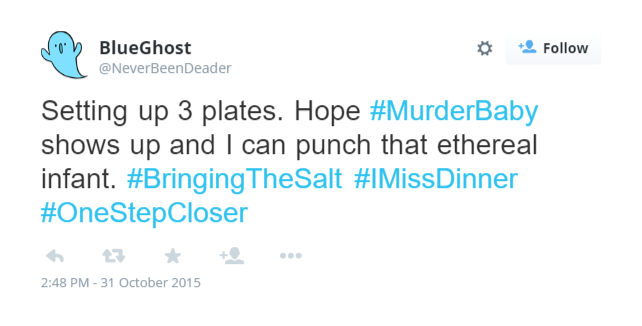 BlueGhost
@NeverBeenDeader
Follow
Setting up 3 plates. Hope #MurderBaby
shows up and I can punch that ethereal
infant. #BringingTheSalt #IMissDinner
#OneStepCloser
2:48 PM - 31 October 2015